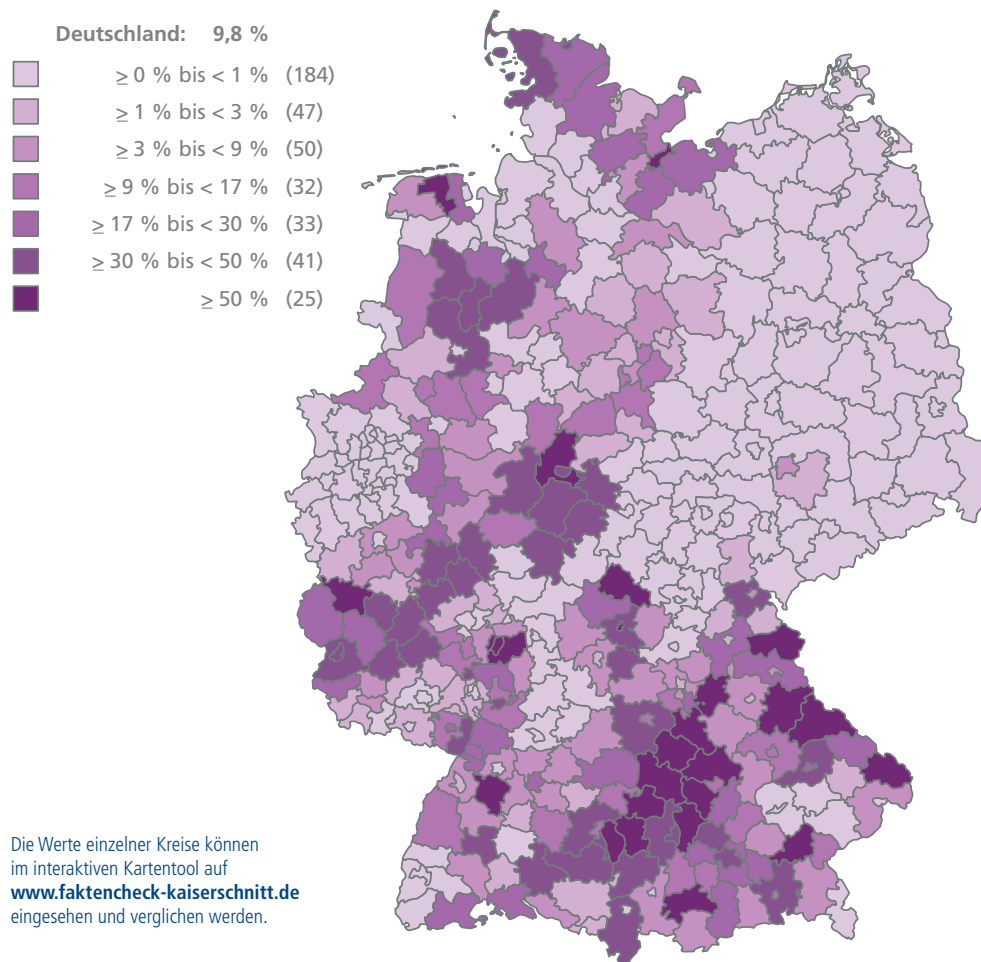 Deutschland: 9,8 %
≥ 0 % bis < 1 % (184)
≥ 1 % bis < 3 % (47)
≥ 3 % bis < 9 % (50)
≥ 9 % bis < 17 % (32)
≥ 17 % bis < 30 % (33)
≥ 30 % bis < 50 % (41)
≥ 50 % (25)
Die Werte einzelner Kreise können
im interaktiven Kartentool auf
www.faktencheck-kaiserschnitt.de
eingesehen und verglichen werden.